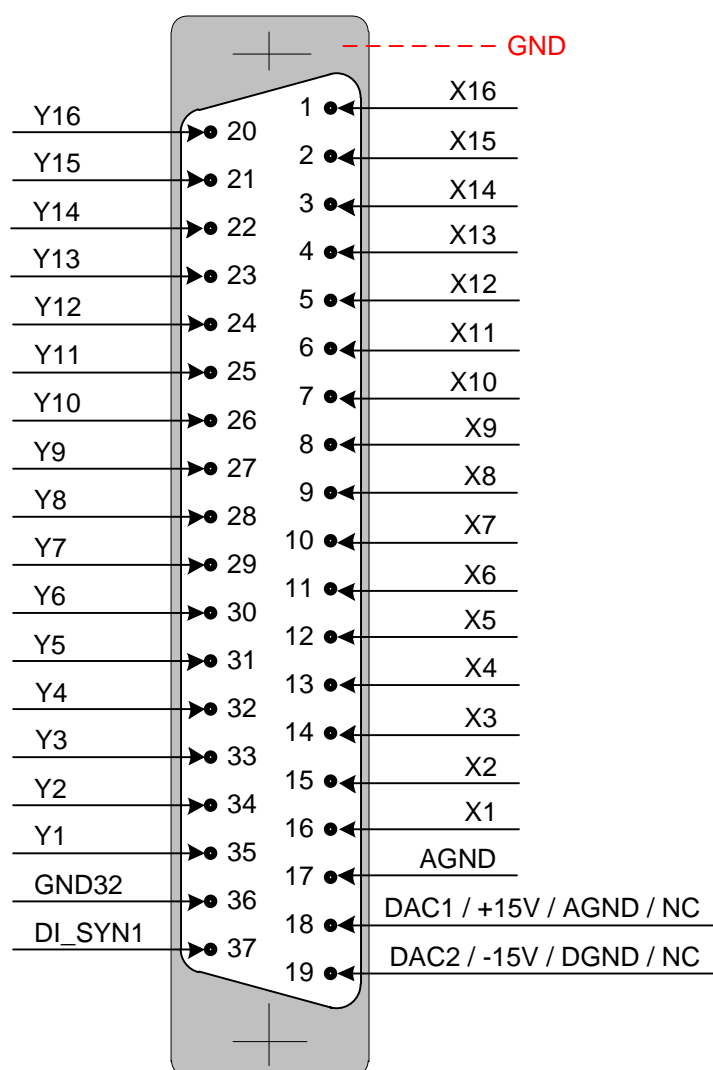 GND
1 X16
Y16 20
2 X15
Y15 21
3 X14
Y14 22
4 X13
Y13 23
5 X12
Y12 24
6 X11
Y11 25
7 X10
Y10 26
8 X9
Y9 27
9 X8
Y8 28
10 X7
Y7 29
11 X6
Y6 30
12 X5
Y5 31
13 X4
Y4 32
14 X3
Y3 33
15 X2
Y2 34
16 X1
Y1 35
17 AGND
GND32 36
18 DAC1 / +15V / AGND / NC
DI_SYN1 37
19 DAC2 / -15V / DGND / NC